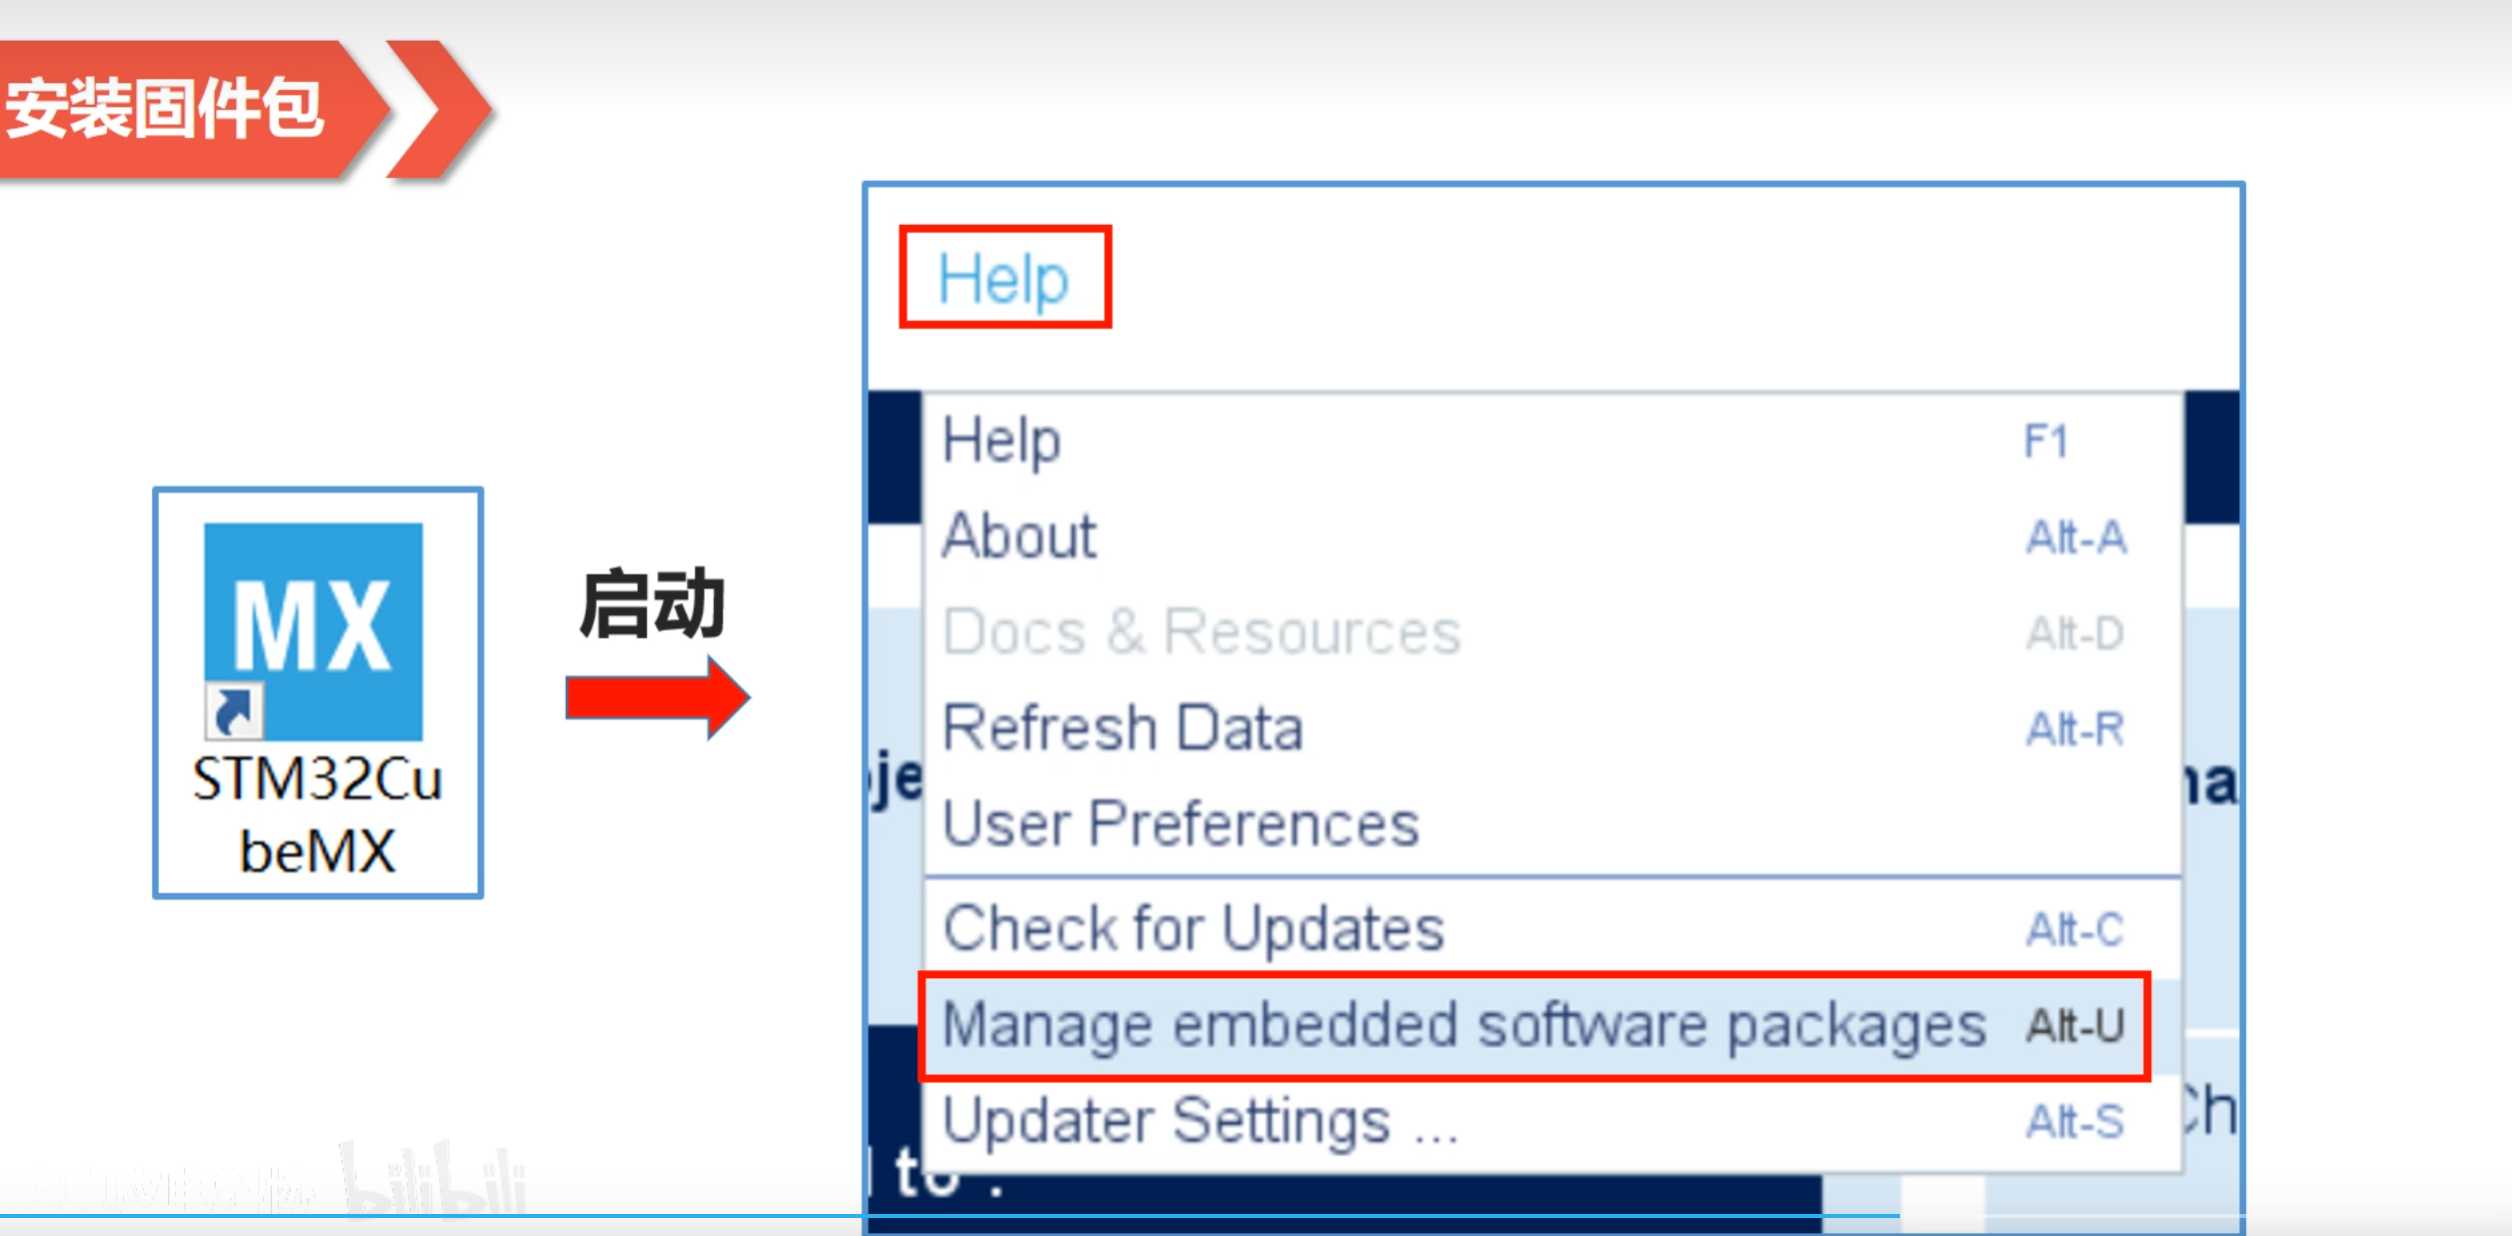 安装固件包
MX
STM32Cu
beMX
启动
Help
Help F1
About Alt-A
Docs & Resources Alt-D
Refresh Data Alt-R
User Preferences
Check for Updates Alt-C
Manage embedded software packages Alt-U
Updater Settings ... Alt-S
je
na
Ch
to :
bilibili